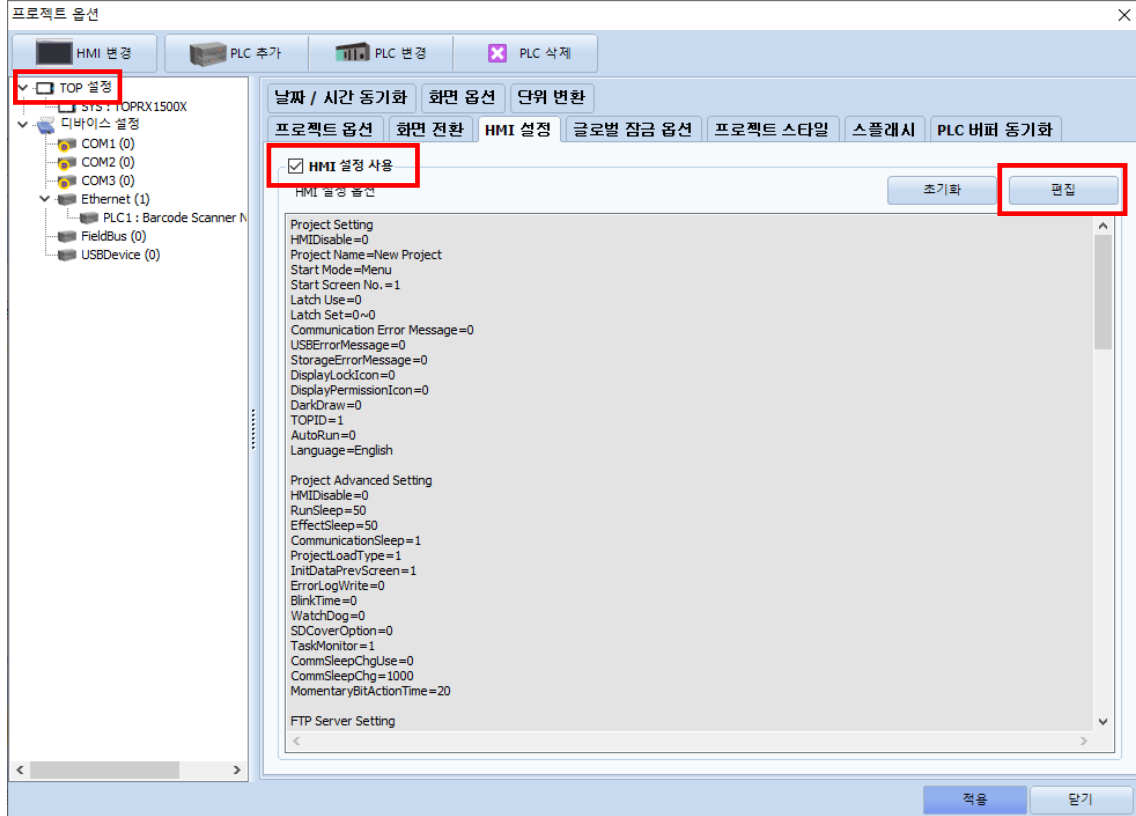 프로젝트 옵션
HMI 변경 PLC 추가 PLC 변경 PLC 삭제
TOP 설정
SYS : TOPRX1500X
디바이스 설정
COM1 (0)
COM2 (0)
COM3 (0)
Ethernet (1)
PLC1 : Barcode Scanner N
FieldBus (0)
USBDevice (0)
날짜 / 시간 동기화 화면 옵션 단위 변환
프로젝트 옵션 화면 전환 HMI 설정 글로벌 잠금 옵션 프로젝트 스타일 스플래시 PLC 버퍼 동기화
HMI 설정 사용
HMI 설정 옵션 초기화 편집
Project Setting
HMIDisable=0
Project Name=New Project
Start Mode=Menu
Start Screen No.=1
Latch Use=0
Latch Set=0~0
Communication Error Message=0
USBErrorMessage=0
StorageErrorMessage=0
DisplayLockIcon=0
DisplayPermissionIcon=0
DarkDraw=0
TOPID=1
AutoRun=0
Language=English
Project Advanced Setting
HMIDisable=0
RunSleep=50
EffectSleep=50
CommunicationSleep=1
ProjectLoadType=1
InitDataPrevScreen=1
ErrorLogWrite=0
BlinkTime=0
WatchDog=0
SDCoverOption=0
TaskMonitor=1
CommSleepChgUse=0
CommSleepChg=1000
MomentaryBitActionTime=20
FTP Server Setting
적용 닫기